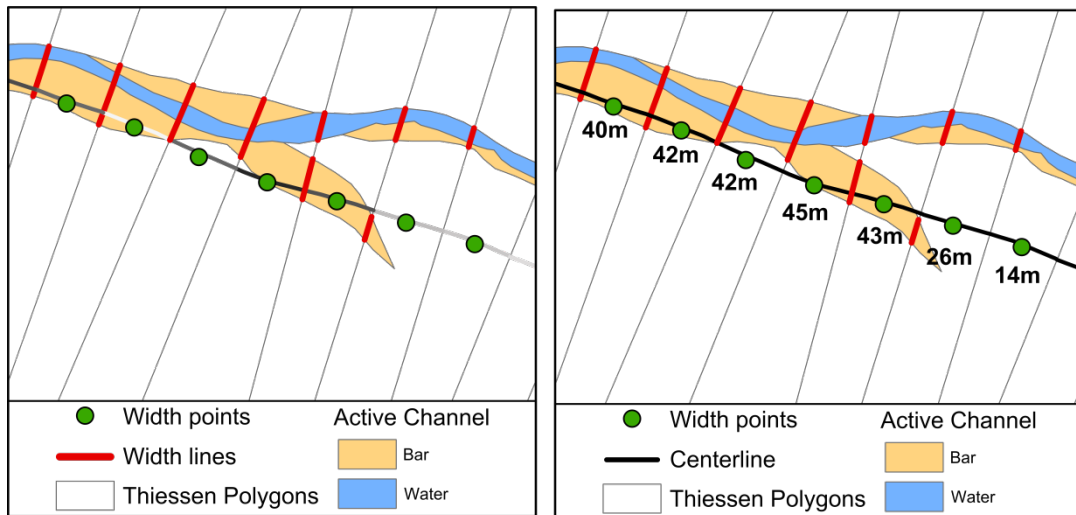 40m
42m
42m
45m
43m
26m
14m
Width points
Active Channel
Width lines
Bar
Thiessen Polygons
Water
Width points
Active Channel
Centerline
Bar
Thiessen Polygons
Water